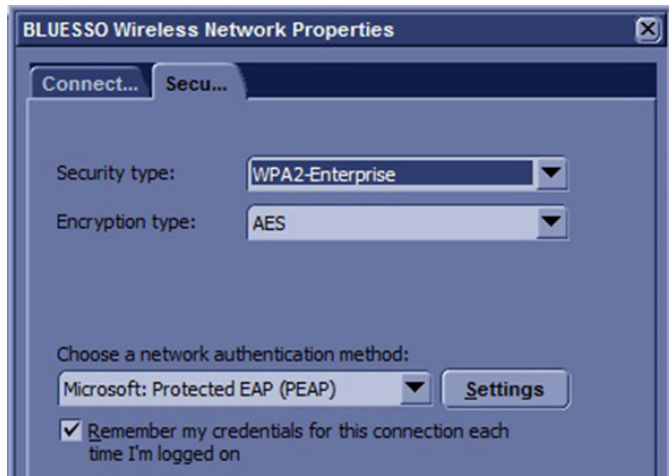 BLUESSO Wireless Network Properties
Connect... Secu...
Security type: WPA2-Enterprise
Encryption type: AES
Choose a network authentication method:
Microsoft: Protected EAP (PEAP) Settings
Remember my credentials for this connection each
time I'm logged on